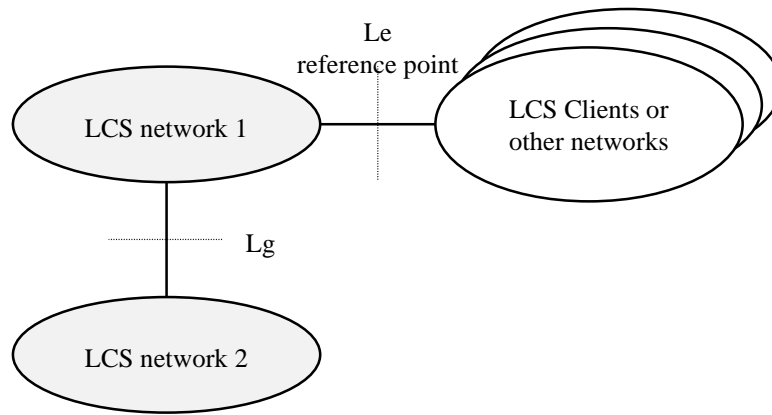 Le
reference point
LCS network 1
LCS Clients or
other networks
Lg
LCS network 2